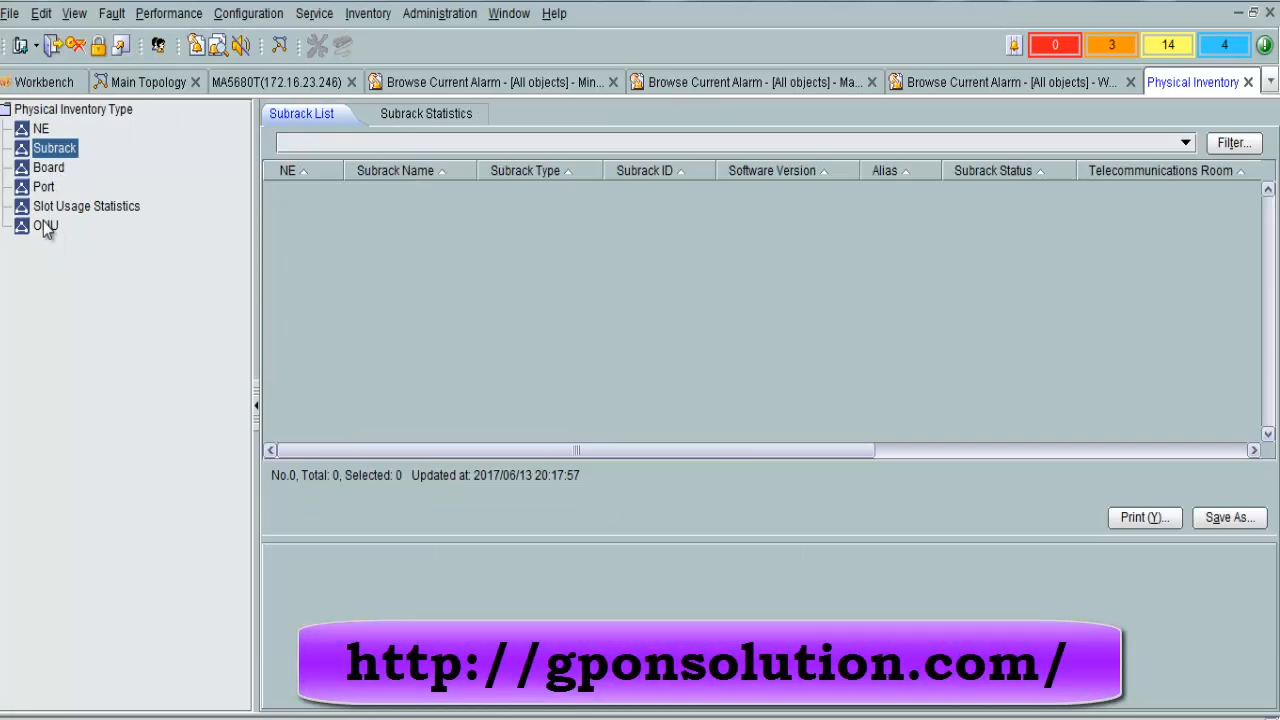 File Edit View Fault Performance Configuration Service Inventory Administration Window Help
0 3 14 4
Workbench Main Topology MA5680T(172.16.23.246) Browse Current Alarm - [All objects] - Min... Browse Current Alarm - [All objects] - Ma... Browse Current Alarm - [All objects] - W... Physical Inventory
Physical Inventory Type
NE
Subrack
Board
Port
Slot Usage Statistics
ONU
Subrack List Subrack Statistics
Filter...
NE Subrack Name Subrack Type Subrack ID Software Version Alias Subrack Status Telecommunications Room
No.0, Total: 0, Selected: 0 Updated at: 2017/06/13 20:17:57
Print (Y)... Save As...
http://gponsolution.com/